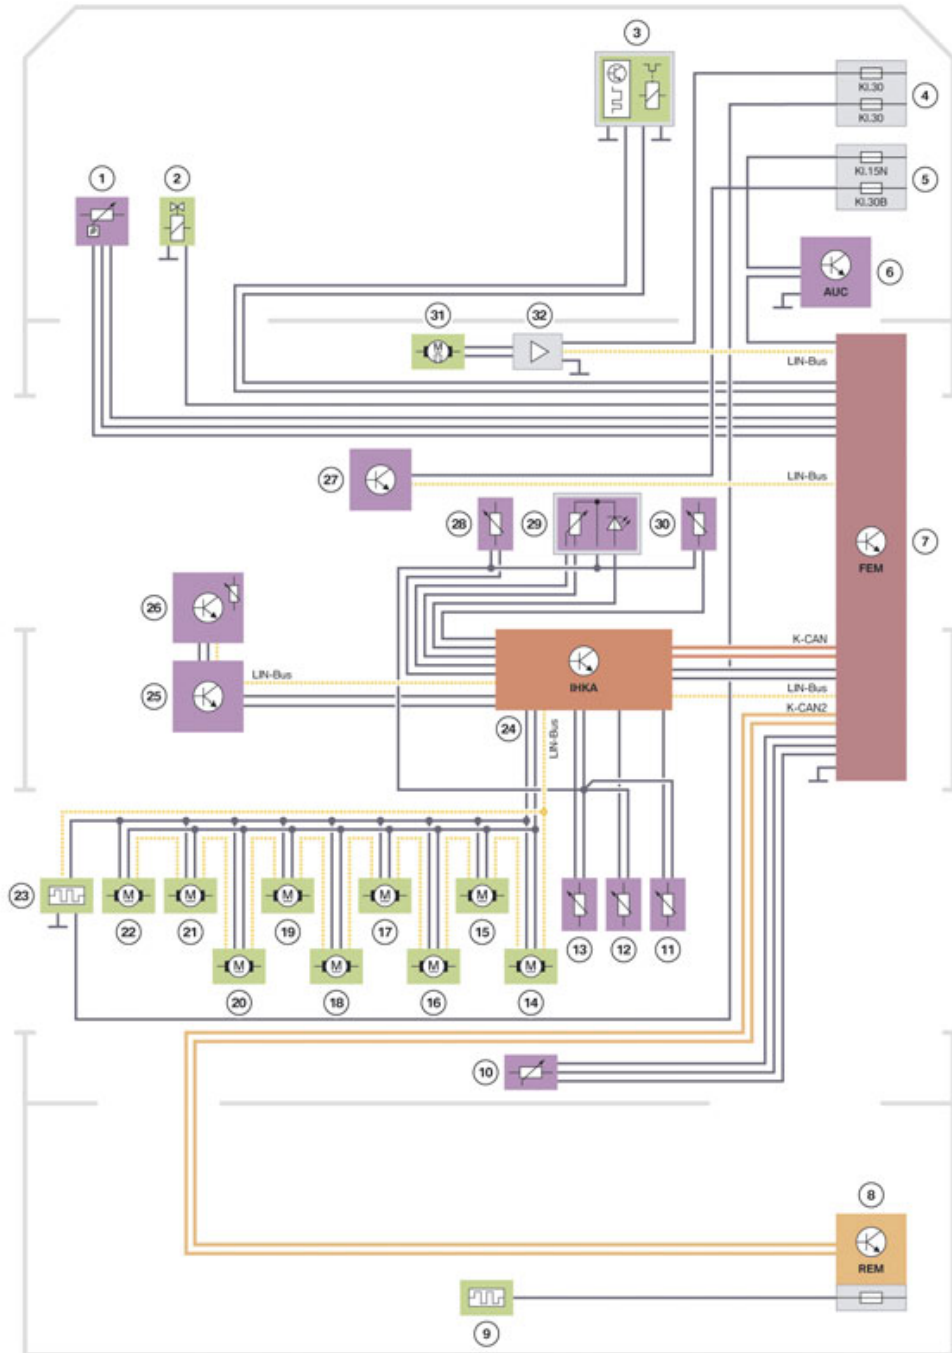 3
Kl.30
4
Kl.30
1
2
Kl.15N
5
Kl.30B
6
AUC
31
32
LIN-Bus
27
LIN-Bus
28
29
30
7
FEM
26
K-CAN
LIN-Bus
IHKA
25
LIN-Bus
K-CAN2
24
LIN-Bus
23
M
M
M
M
M
22
21
19
17
15
13
12
11
M
M
M
M
20
18
16
14
10
8
REM
9
M
P